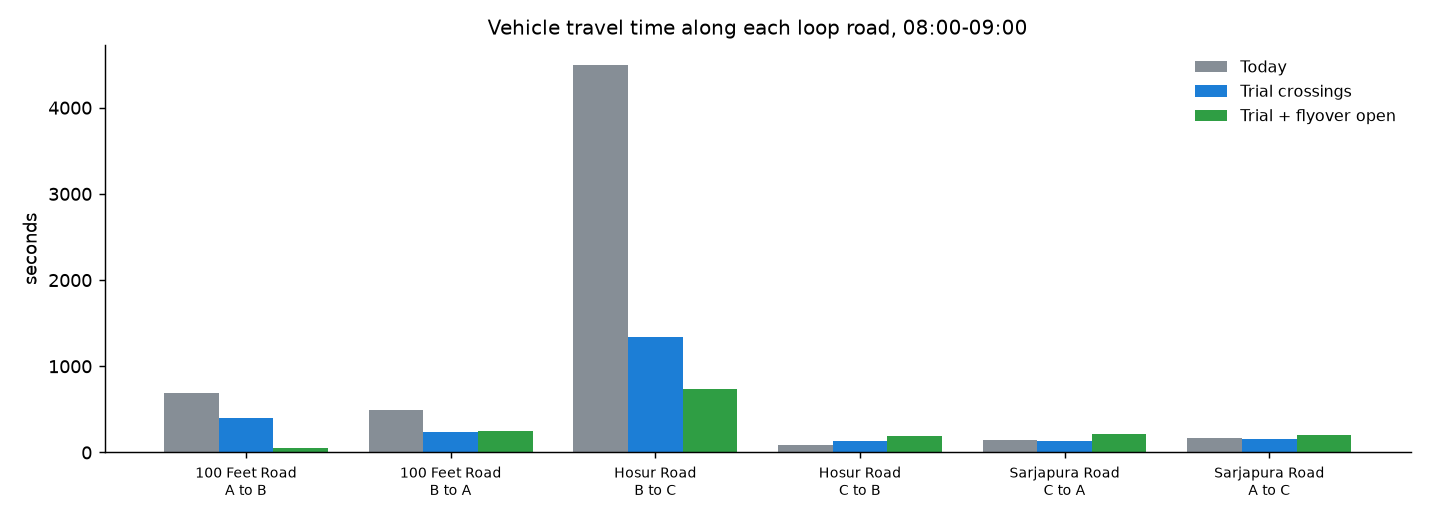 Vehicle travel time along each loop road, 08:00-09:00
Today
Trial crossings
Trial + flyover open
seconds
4000
3000
2000
1000
0
100 Feet Road
A to B
100 Feet Road
B to A
Hosur Road
B to C
Hosur Road
C to B
Sarjapura Road
C to A
Sarjapura Road
A to C